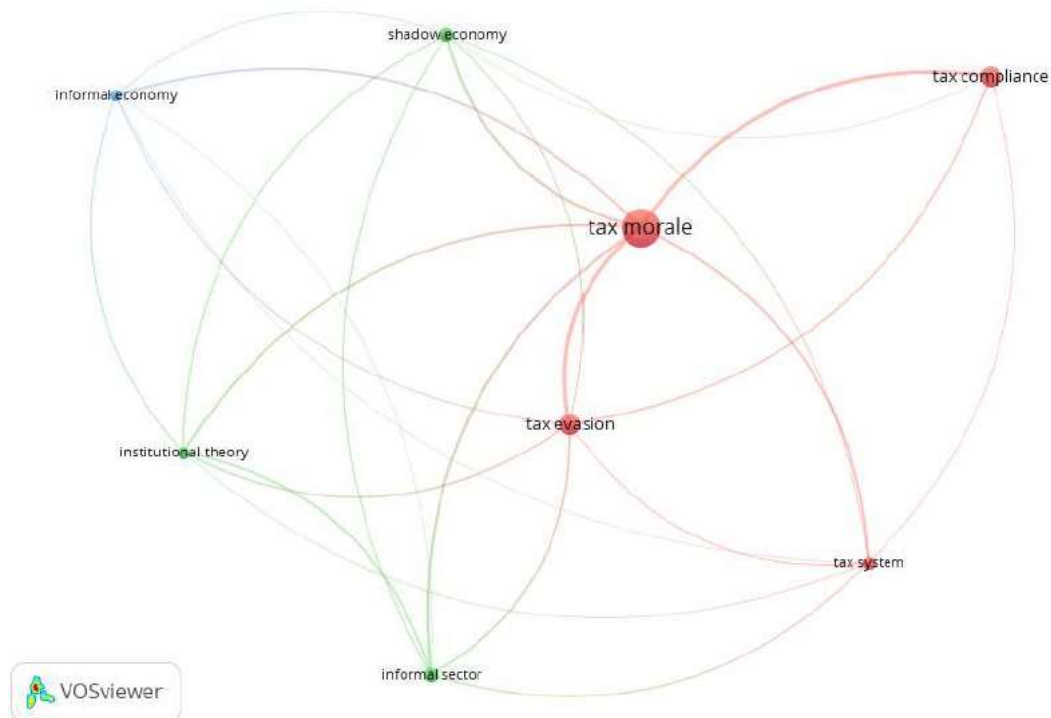 shadow economy
tax compliance
informal economy
tax morale
tax evasion
institutional theory
tax system
informal sector
VOSviewer